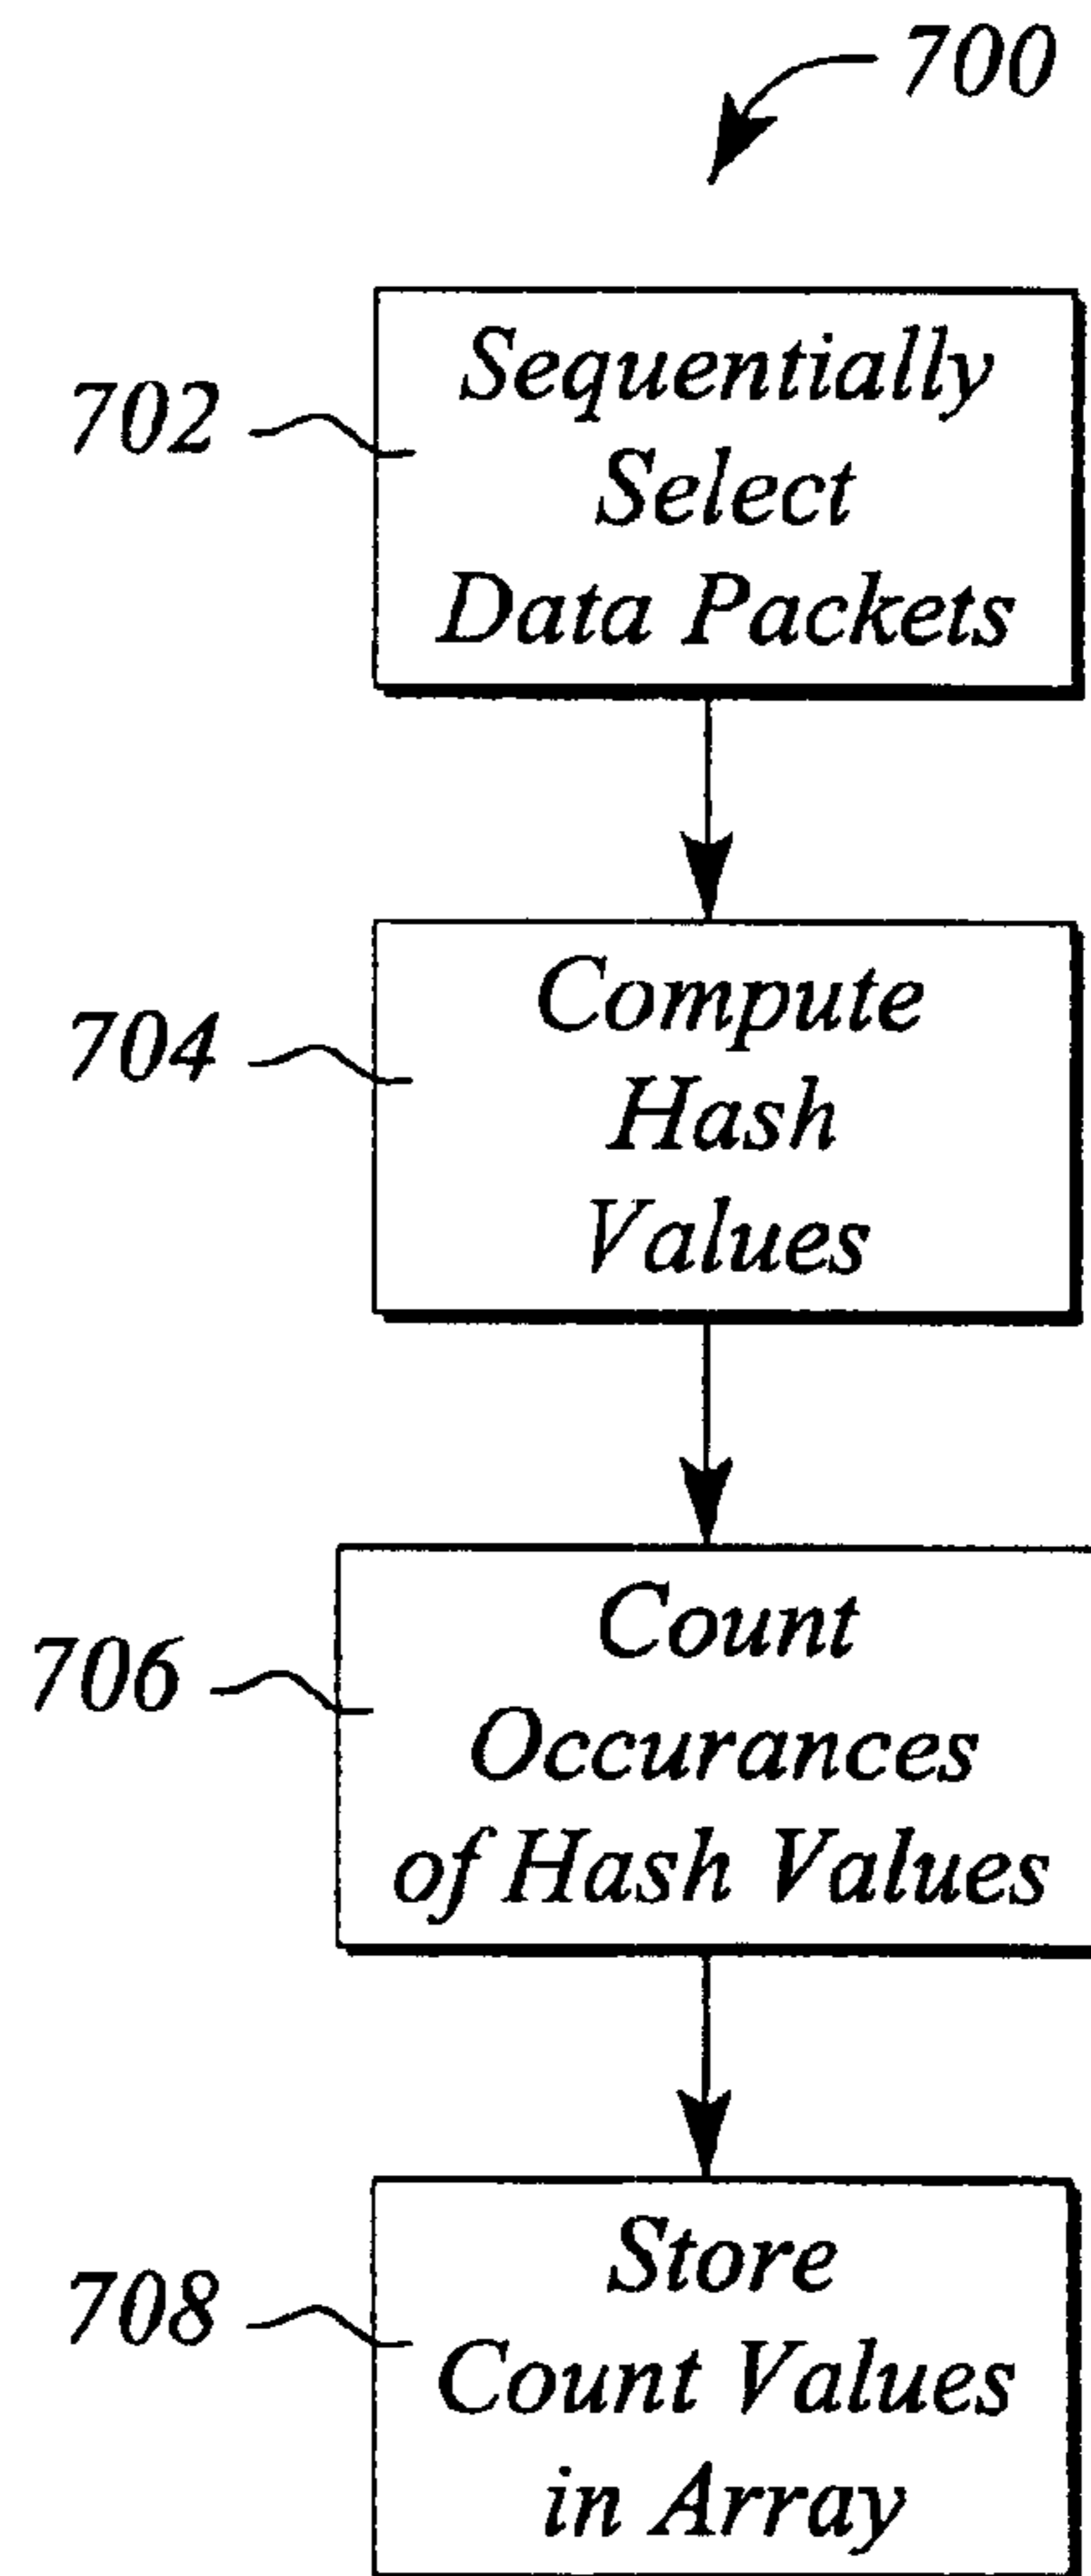 700
702
Sequentially
Select
Data Packets
704
Compute
Hash
Values
706
Count
Occurances
of Hash Values
708
Store
Count Values
in Array